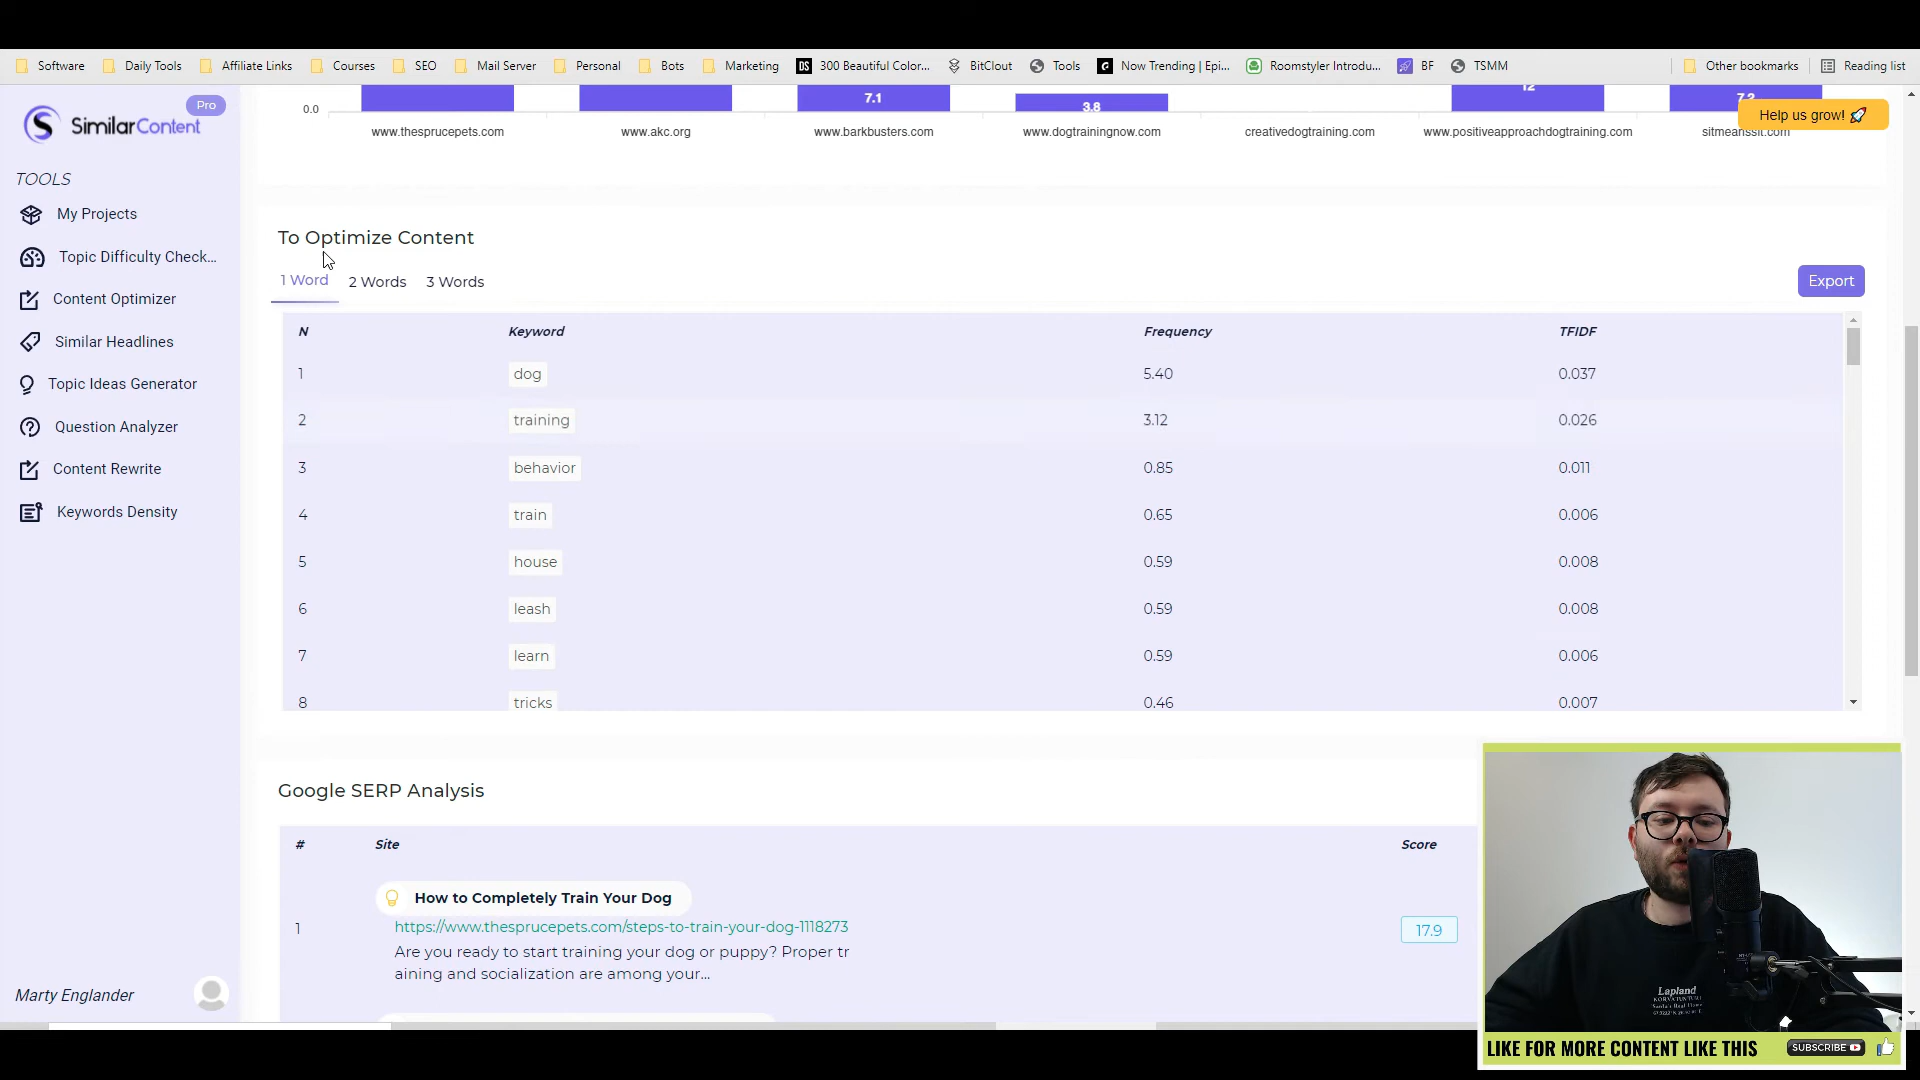 Software Daily Tools Affiliate Links Courses SEO Mail Server Personal Bots Marketing DS 300 Beautiful Color... BitClout Tools Now Trending | Epi... Roomstyler Introdu... BF TSMM Other bookmarks Reading list
Pro
SimilarContent
TOOLS
My Projects
Topic Difficulty Check...
Content Optimizer
Similar Headlines
Topic Ideas Generator
Question Analyzer
Content Rewrite
Keywords Density
Marty Englander
0.0 7.1 3.8 12 7.2
Help us grow!
www.thesprucepets.com www.akc.org www.barkbusters.com www.dogtrainingnow.com creativedogtraining.com www.positiveapproachdogtraining.com sitmeanssit.com
To Optimize Content
1 Word 2 Words 3 Words Export
N Keyword Frequency TFIDF
1 dog 5.40 0.037
2 training 3.12 0.026
3 behavior 0.85 0.011
4 train 0.65 0.006
5 house 0.59 0.008
6 leash 0.59 0.008
7 learn 0.59 0.006
8 tricks 0.46 0.007
Google SERP Analysis
# Site Score
How to Completely Train Your Dog
1 https://www.thesprucepets.com/steps-to-train-your-dog-1118273 17.9
Are you ready to start training your dog or puppy? Proper tr
aining and socialization are among your...
Lapland
LIKE FOR MORE CONTENT LIKE THIS SUBSCRIBE